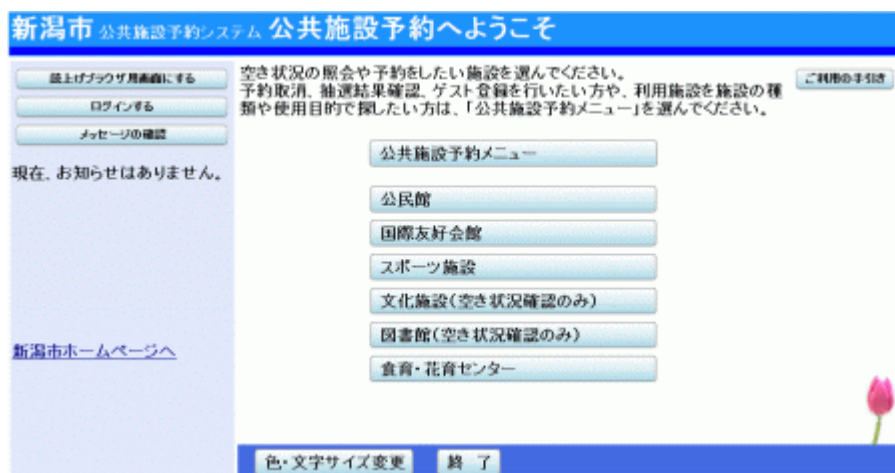 新潟市 公共施設予約システム 公共施設予約へようこそ
読上げブラウザ用画面にする
ログインする
メッセージの確認
現在、お知らせはありません。
新潟市ホームページへ
空き状況の照会や予約をしたい施設を選んでください。
予約取消、抽選結果確認、ゲスト登録を行いたい方や、利用施設を施設の種
類や使用目的で探したい方は、「公共施設予約メニュー」を選んでください。
ご利用の手引き
公共施設予約メニュー
公民館
国際友好会館
スポーツ施設
文化施設(空き状況確認のみ)
図書館(空き状況確認のみ)
食育・花育センター
色・文字サイズ変更
終 了